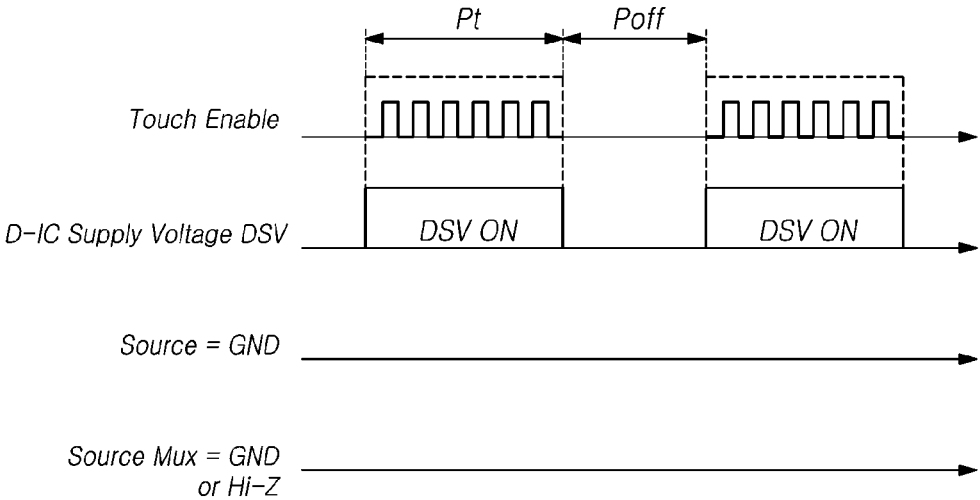 Pt
Poff
Touch Enable
D-IC Supply Voltage DSV
DSV ON
DSV ON
Source = GND
Source Mux = GND
or Hi-Z